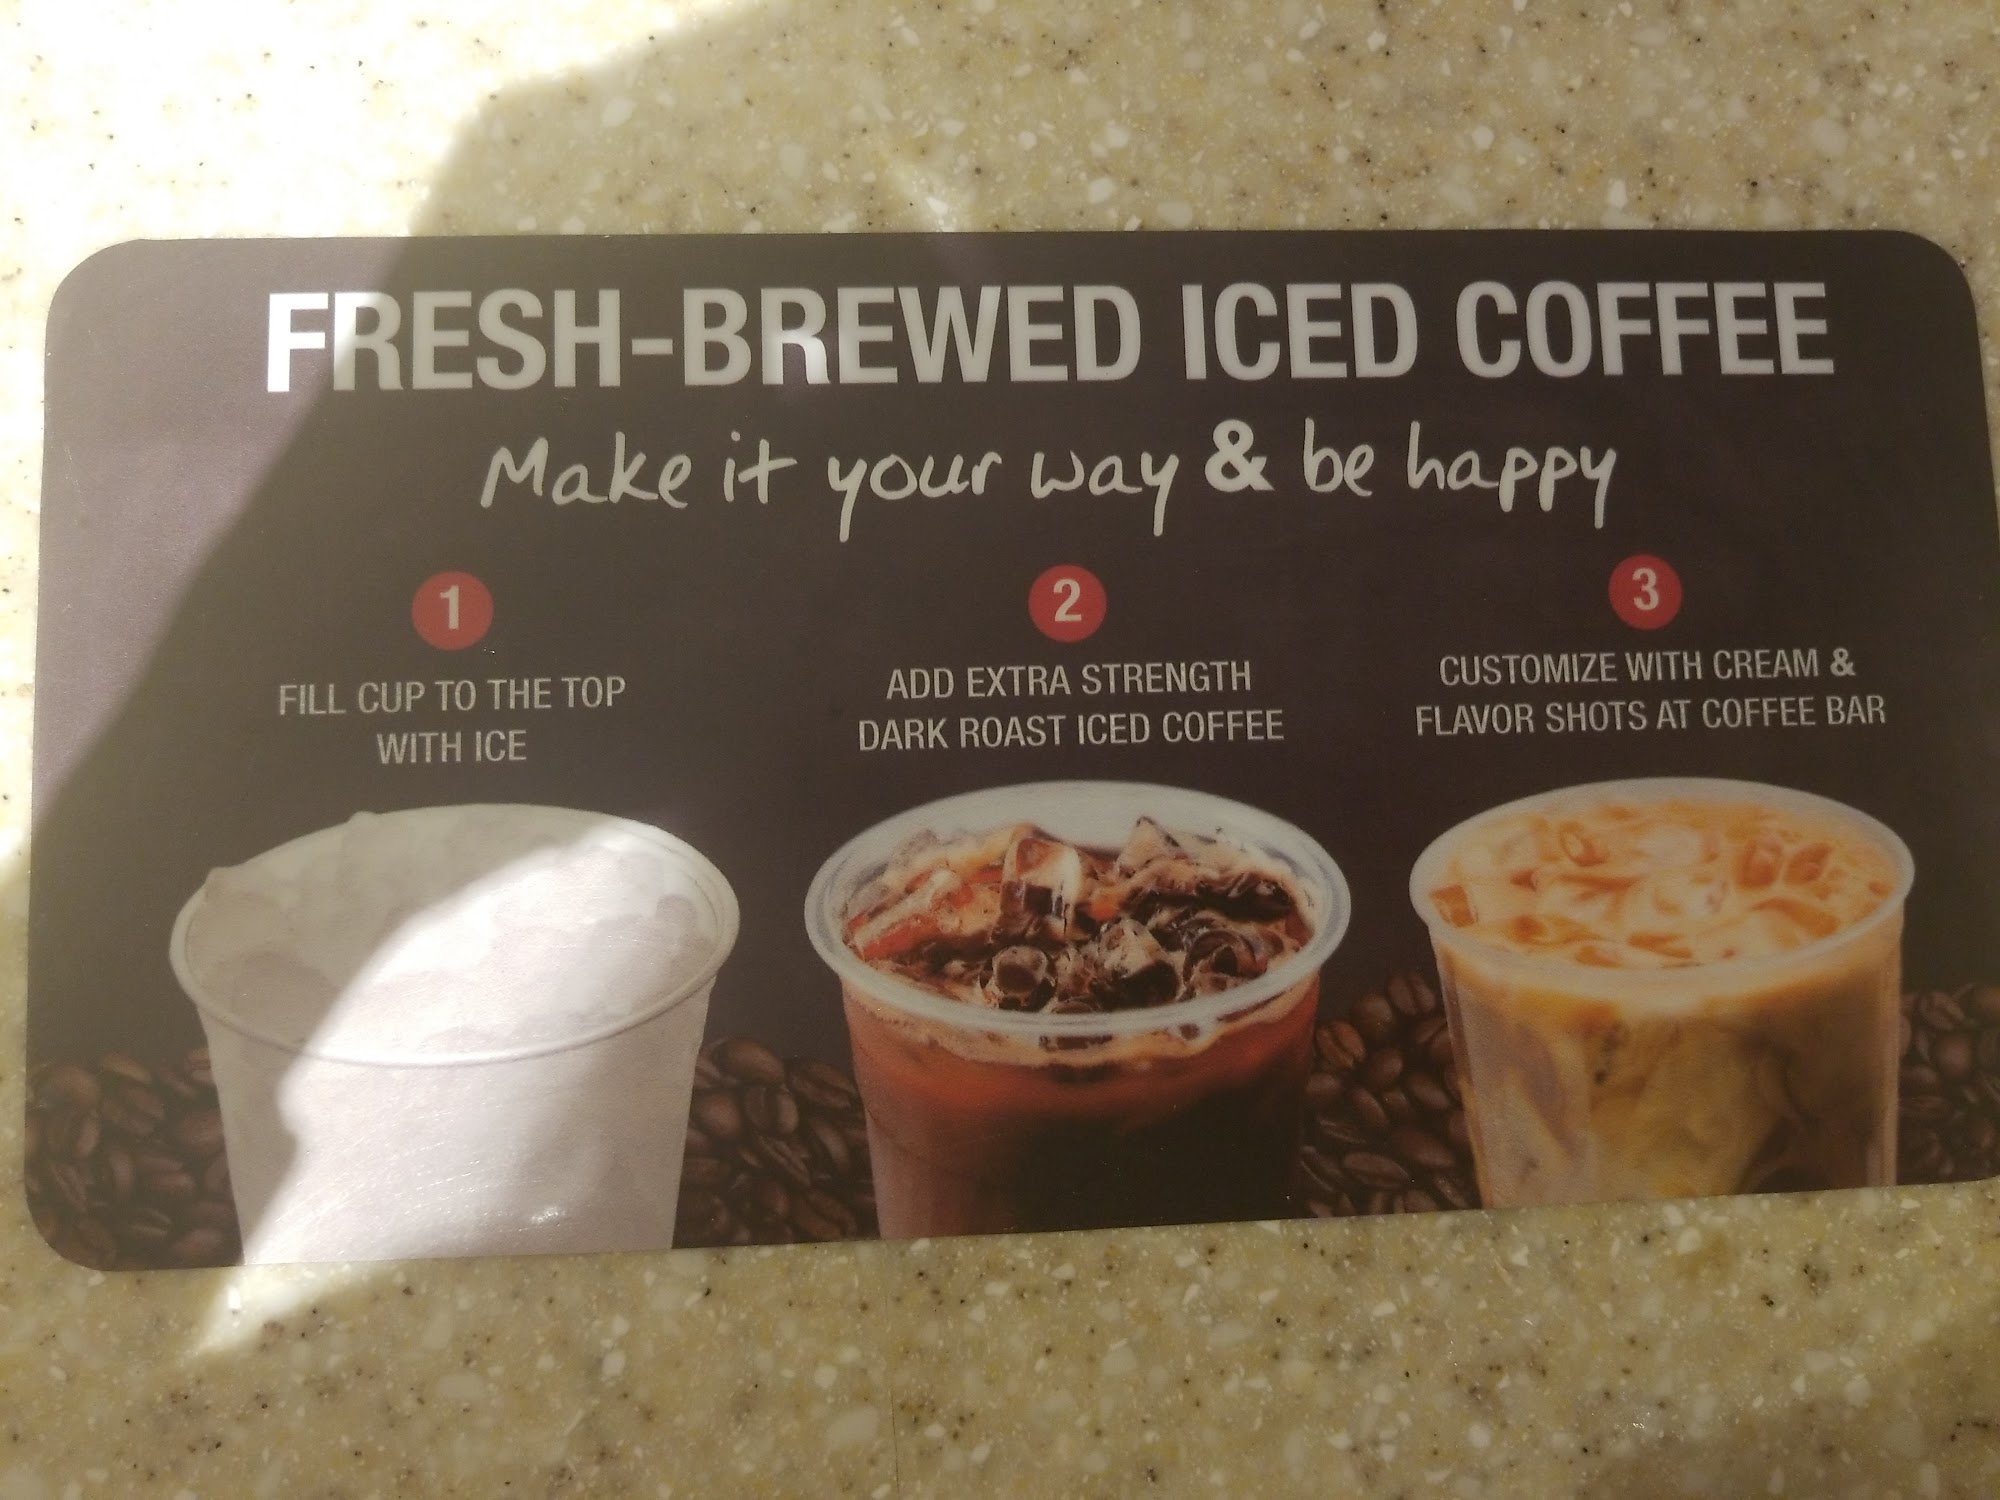 FRESH-BREWED ICED COFFEE
Make it your way & be happy
1
FILL CUP TO THE TOP
WITH ICE
2
ADD EXTRA STRENGTH
DARK ROAST ICED COFFEE
3
CUSTOMIZE WITH CREAM &
FLAVOR SHOTS AT COFFEE BAR